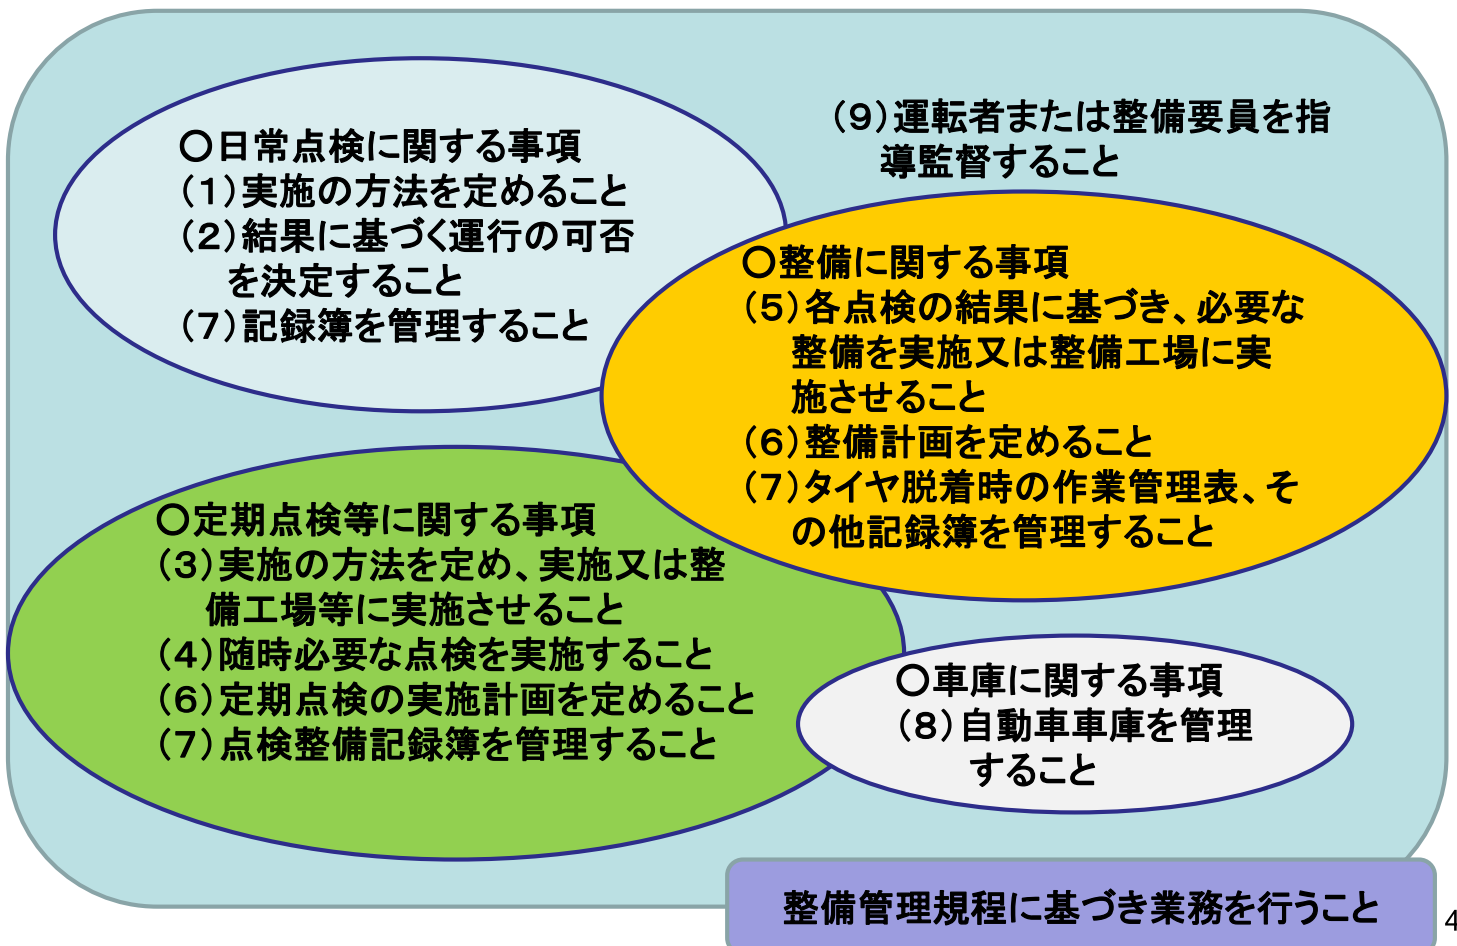 〇日常点検に関する事項
（１）実施の方法を定めること
（２）結果に基づく運行の可否
を決定すること
（７）記録簿を管理すること
（９）運転者または整備要員を指
導監督すること
〇整備に関する事項
（５）各点検の結果に基づき、必要な
整備を実施又は整備工場に実
施させること
（６）整備計画を定めること
（７）タイヤ脱着時の作業管理表、そ
の他記録簿を管理すること
〇定期点検等に関する事項
（３）実施の方法を定め、実施又は整
備工場等に実施させること
（４）随時必要な点検を実施すること
（６）定期点検の実施計画を定めること
（７）点検整備記録簿を管理すること
〇車庫に関する事項
（８）自動車車庫を管理
すること
整備管理規程に基づき業務を行うこと
4